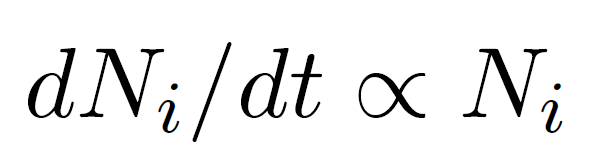 dN_i/dt ∝ N_i